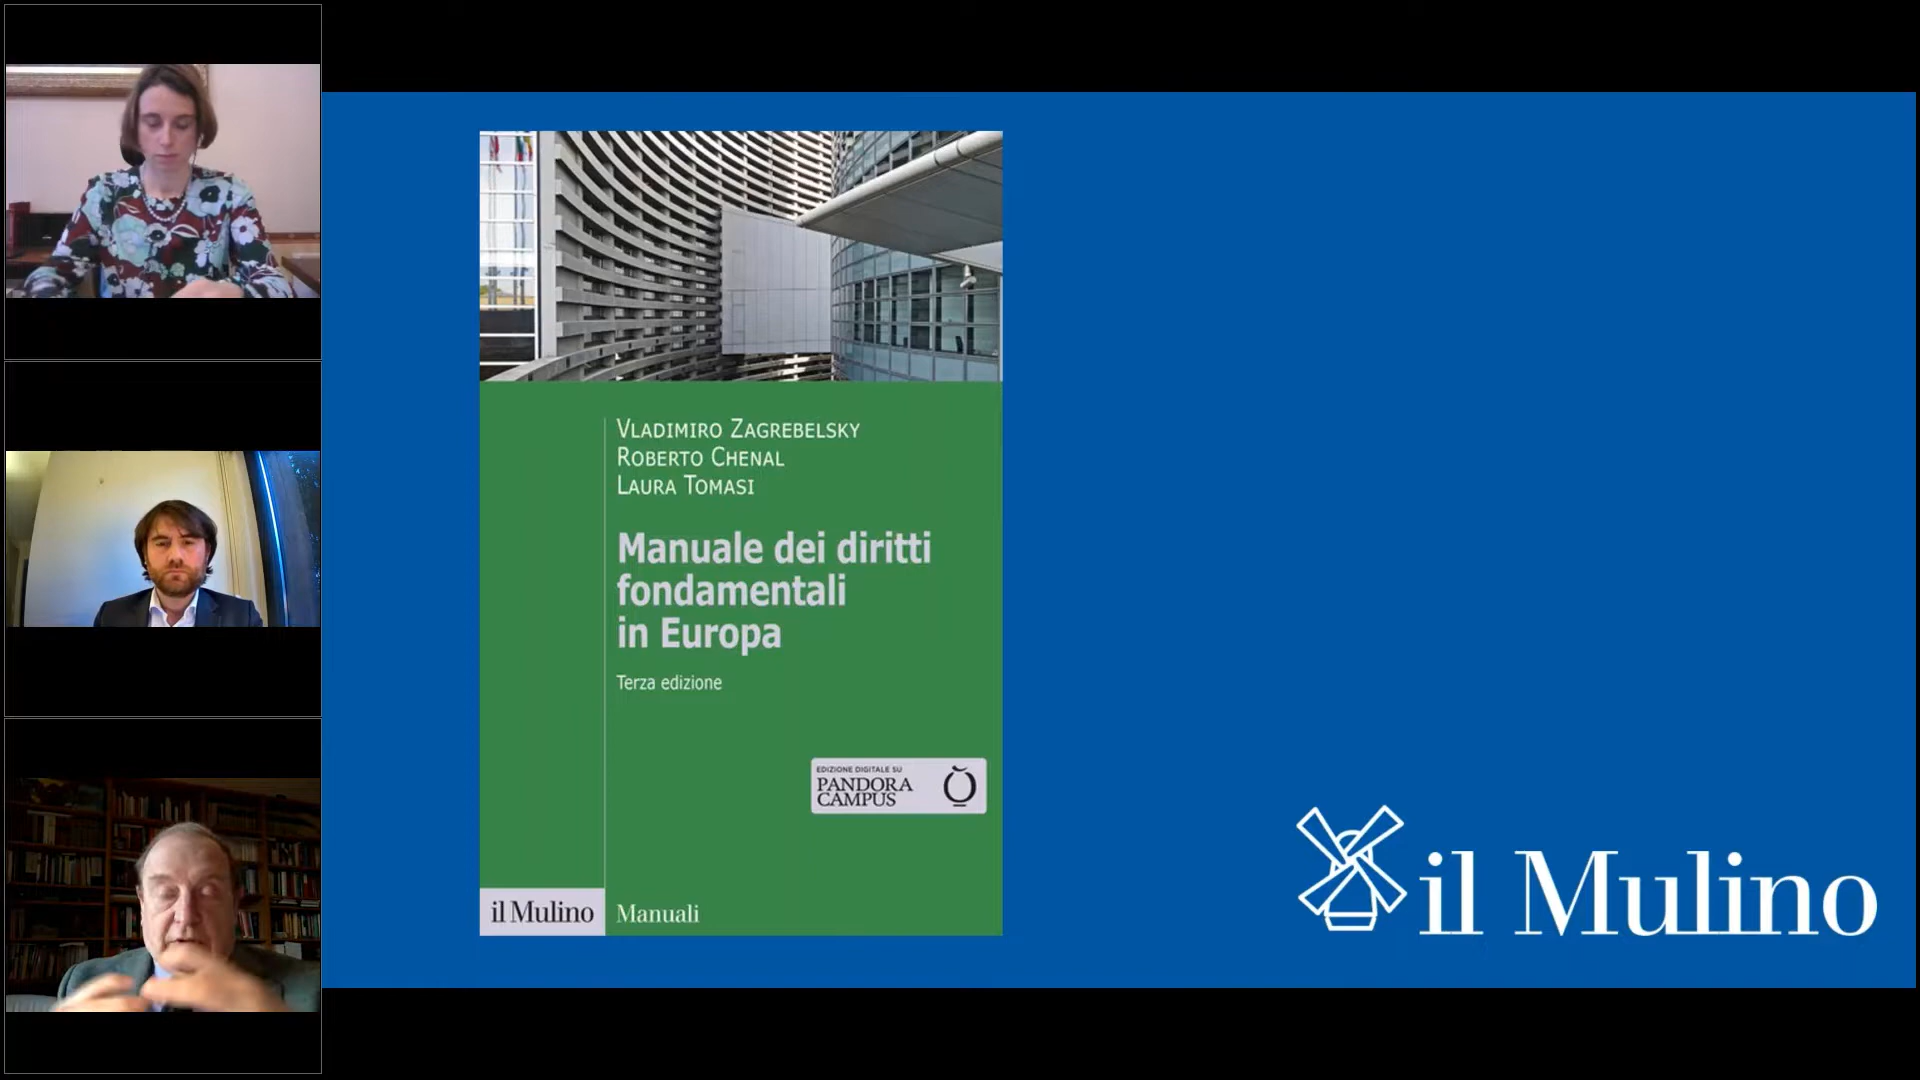 VLADIMIRO ZAGREBELSKY
ROBERTO CHENAL
LAURA TOMASI
Manuale dei diritti
fondamentali
in Europa
Terza edizione
EDIZIONE DIGITALE SU
PANDORA
CAMPUS
il Mulino
Manuali
il Mulino